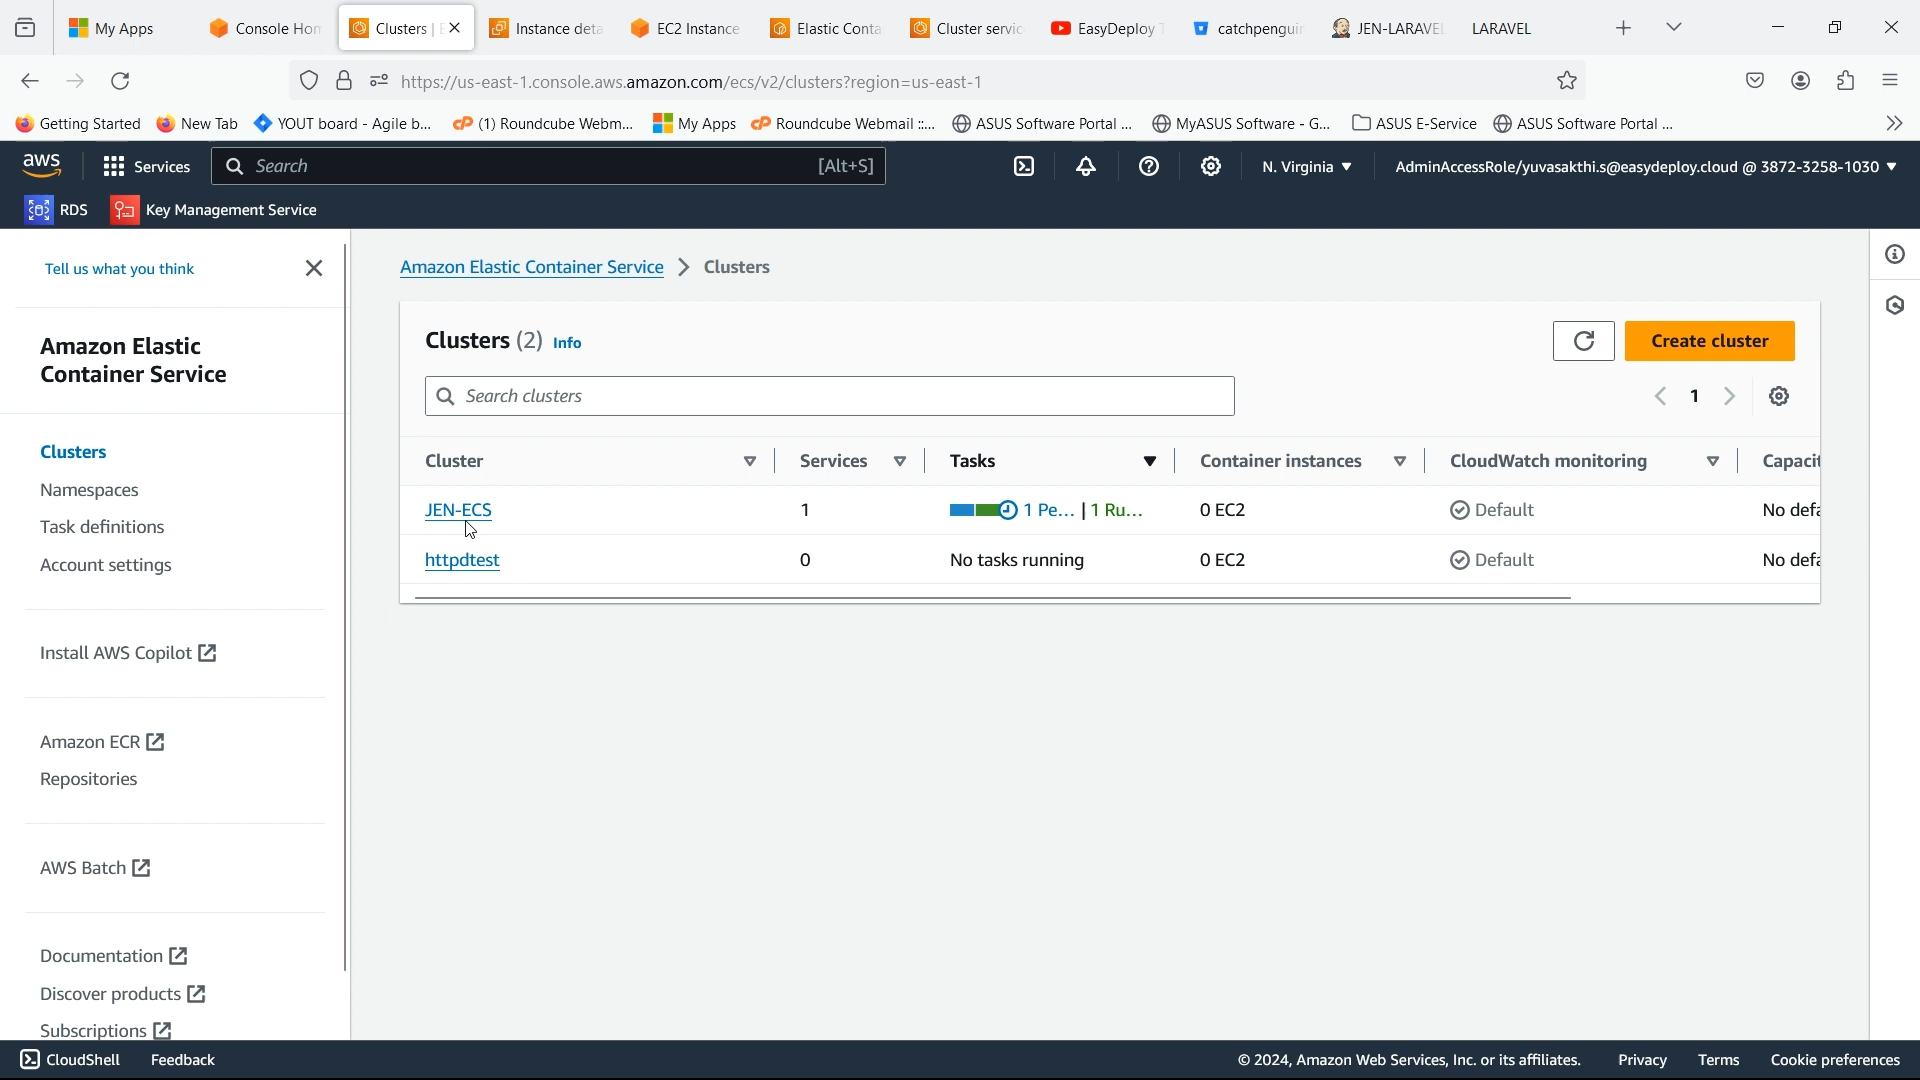 My Apps
Console Hon
Clusters | E
Instance deta
EC2 Instance
Elastic Conta
Cluster servic
EasyDeploy T
catchpenguin
JEN-LARAVEL
LARAVEL
https://us-east-1.console.aws.amazon.com/ecs/v2/clusters?region=us-east-1
Getting Started
New Tab
YOUT board - Agile b...
(1) Roundcube Webm...
My Apps
Roundcube Webmail ::...
ASUS Software Portal ...
MyASUS Software - G...
ASUS E-Service
ASUS Software Portal ...
aws
Services
Search
[Alt+S]
N. Virginia
AdminAccessRole/yuvasakthi.s@easydeploy.cloud @ 3872-3258-1030
RDS
Key Management Service
Tell us what you think
Amazon Elastic
Container Service
Clusters
Namespaces
Task definitions
Account settings
Install AWS Copilot
Amazon ECR
Repositories
AWS Batch
Documentation
Discover products
Subscriptions
Amazon Elastic Container Service
Clusters
Clusters (2) Info
Create cluster
Search clusters
1
Cluster Services Tasks Container instances CloudWatch monitoring Capacit
JEN-ECS 1 1 Pe... | 1 Ru... 0 EC2 Default No defa
httpdtest 0 No tasks running 0 EC2 Default No defa
CloudShell
Feedback
© 2024, Amazon Web Services, Inc. or its affiliates.
Privacy
Terms
Cookie preferences